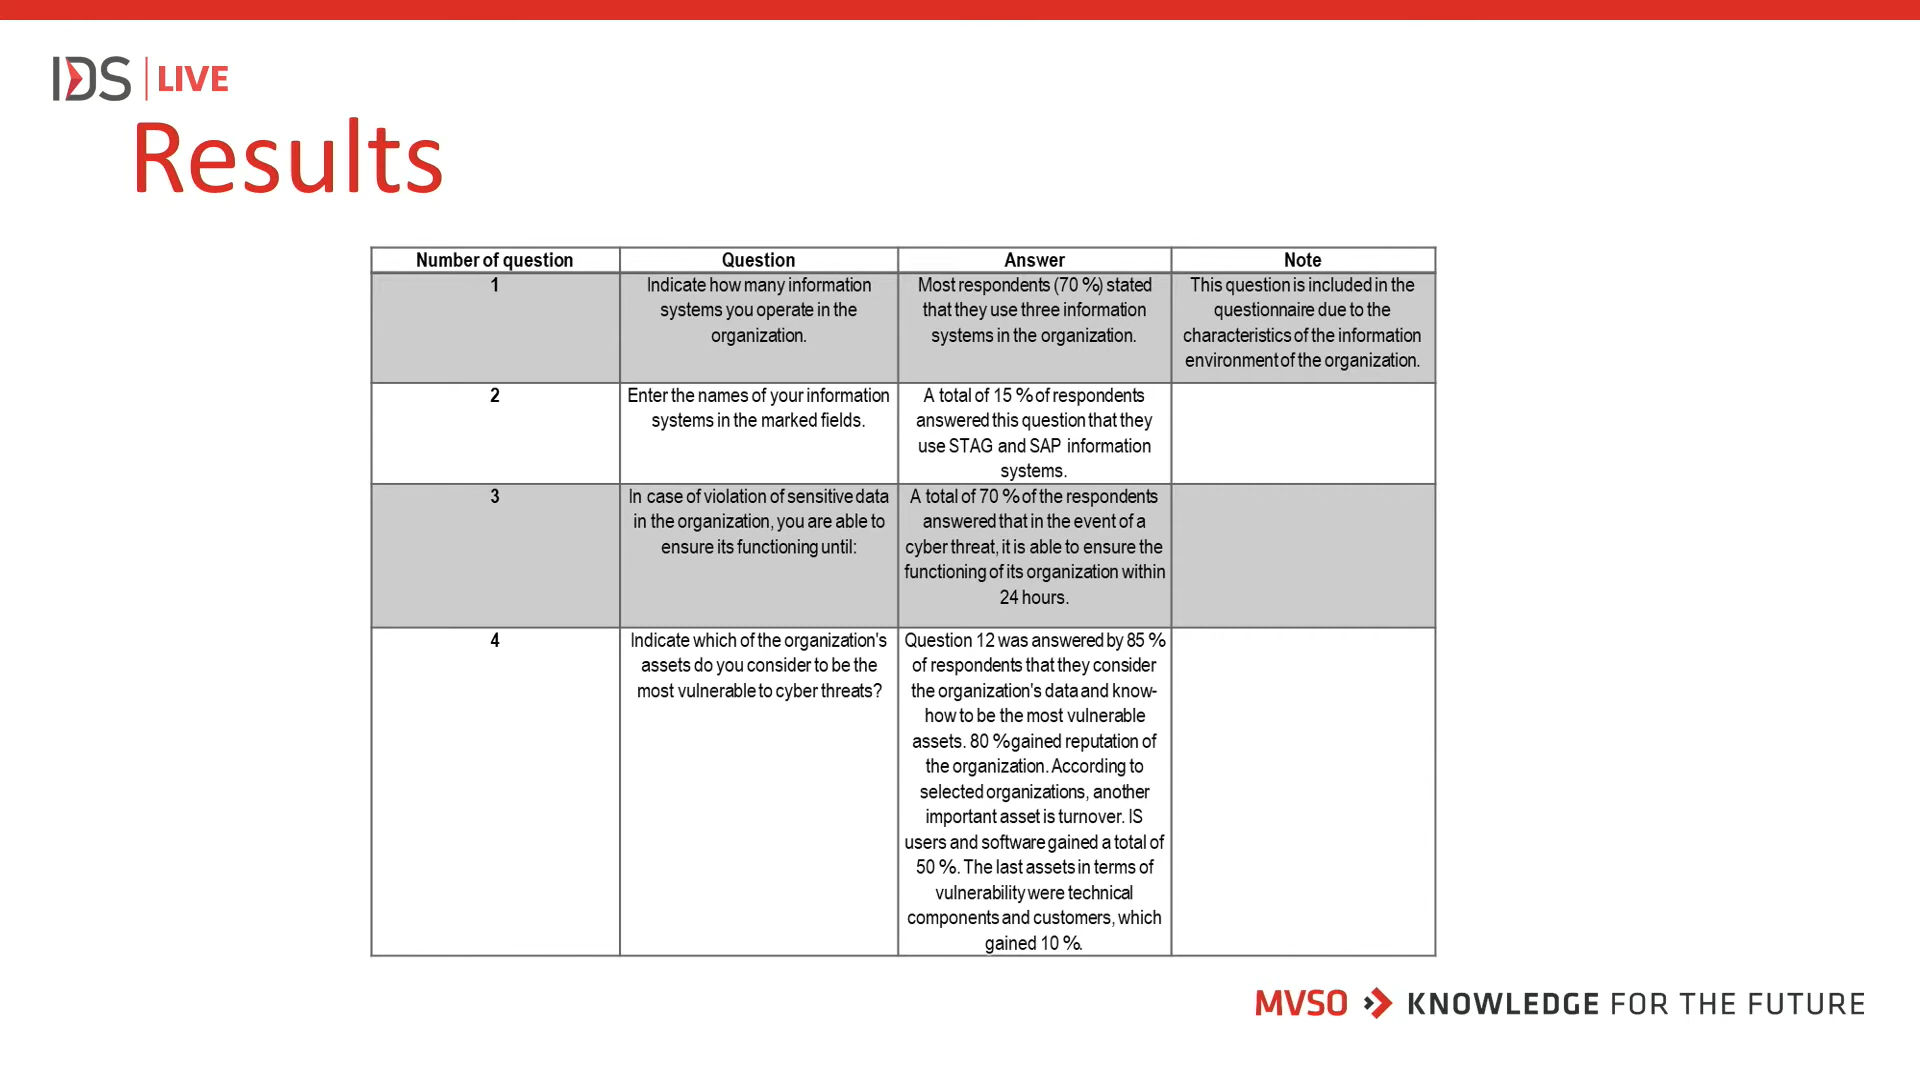 IDS LIVE
Results
Number of question
Question
Answer
Note
1
Indicate how many information
systems you operate in the
organization.
Most respondents (70 %) stated
that they use three information
systems in the organization.
This question is included in the
questionnaire due to the
characteristics of the information
environment of the organization.
2
Enter the names of your information
systems in the marked fields.
A total of 15 % of respondents
answered this question that they
use STAG and SAP information
systems.
3
In case of violation of sensitive data
in the organization, you are able to
ensure its functioning until:
A total of 70 % of the respondents
answered that in the event of a
cyber threat, it is able to ensure the
functioning of its organization within
24 hours.
4
Indicate which of the organization's
assets do you consider to be the
most vulnerable to cyber threats?
Question 12 was answered by 85 %
of respondents that they consider
the organization's data and know-
how to be the most vulnerable
assets. 80 % gained reputation of
the organization. According to
selected organizations, another
important asset is turnover. IS
users and software gained a total of
50 %. The last assets in terms of
vulnerability were technical
components and customers, which
gained 10 %.
MVSO KNOWLEDGE FOR THE FUTURE